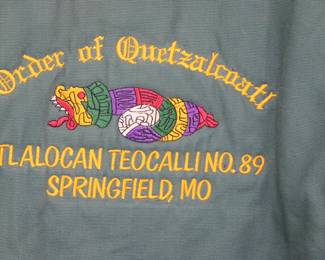 Order of Quetzalcoatl
TLALOCAN TEOCALLI NO. 89
SPRINGFIELD, MO